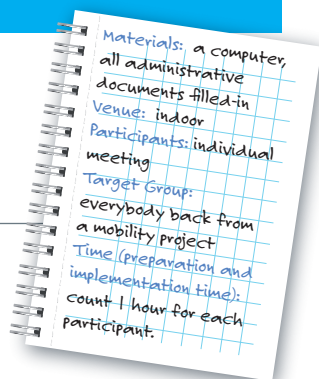 Materials: a computer,
all administrative
documents filled-in
Venue: indoor
Participants: individual
meeting
Target Group:
everybody back from
a mobility project
Time (preparation and
implementation time):
count 1 hour for each
participant.